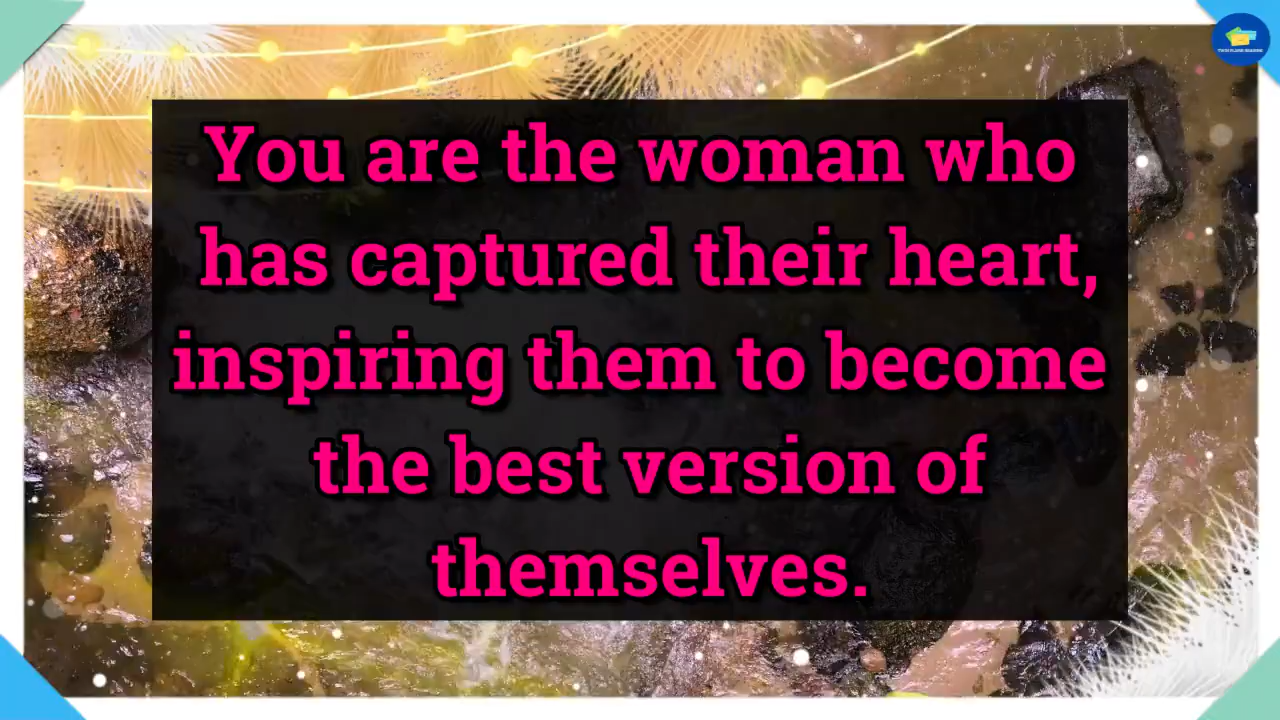 You are the woman who
has captured their heart,
inspiring them to become
the best version of
themselves.